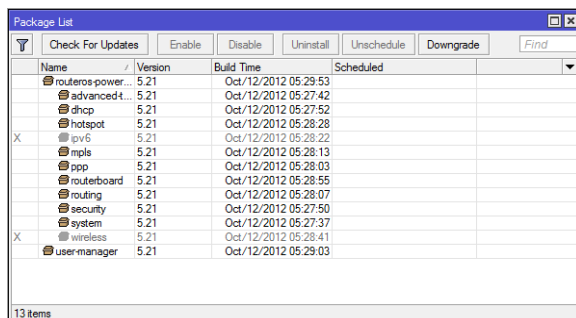 Package List
Check For Updates Enable Disable Uninstall Unschedule Downgrade Find
Name / Version Build Time Scheduled
routeros-power... 5.21 Oct/12/2012 05:29:53
advanced-t... 5.21 Oct/12/2012 05:27:42
dhcp 5.21 Oct/12/2012 05:27:52
hotspot 5.21 Oct/12/2012 05:28:28
X ipv6 5.21 Oct/12/2012 05:28:22
mpls 5.21 Oct/12/2012 05:28:13
ppp 5.21 Oct/12/2012 05:28:03
routerboard 5.21 Oct/12/2012 05:28:55
routing 5.21 Oct/12/2012 05:28:07
security 5.21 Oct/12/2012 05:27:50
system 5.21 Oct/12/2012 05:27:37
X wireless 5.21 Oct/12/2012 05:28:41
user-manager 5.21 Oct/12/2012 05:29:03
13 items